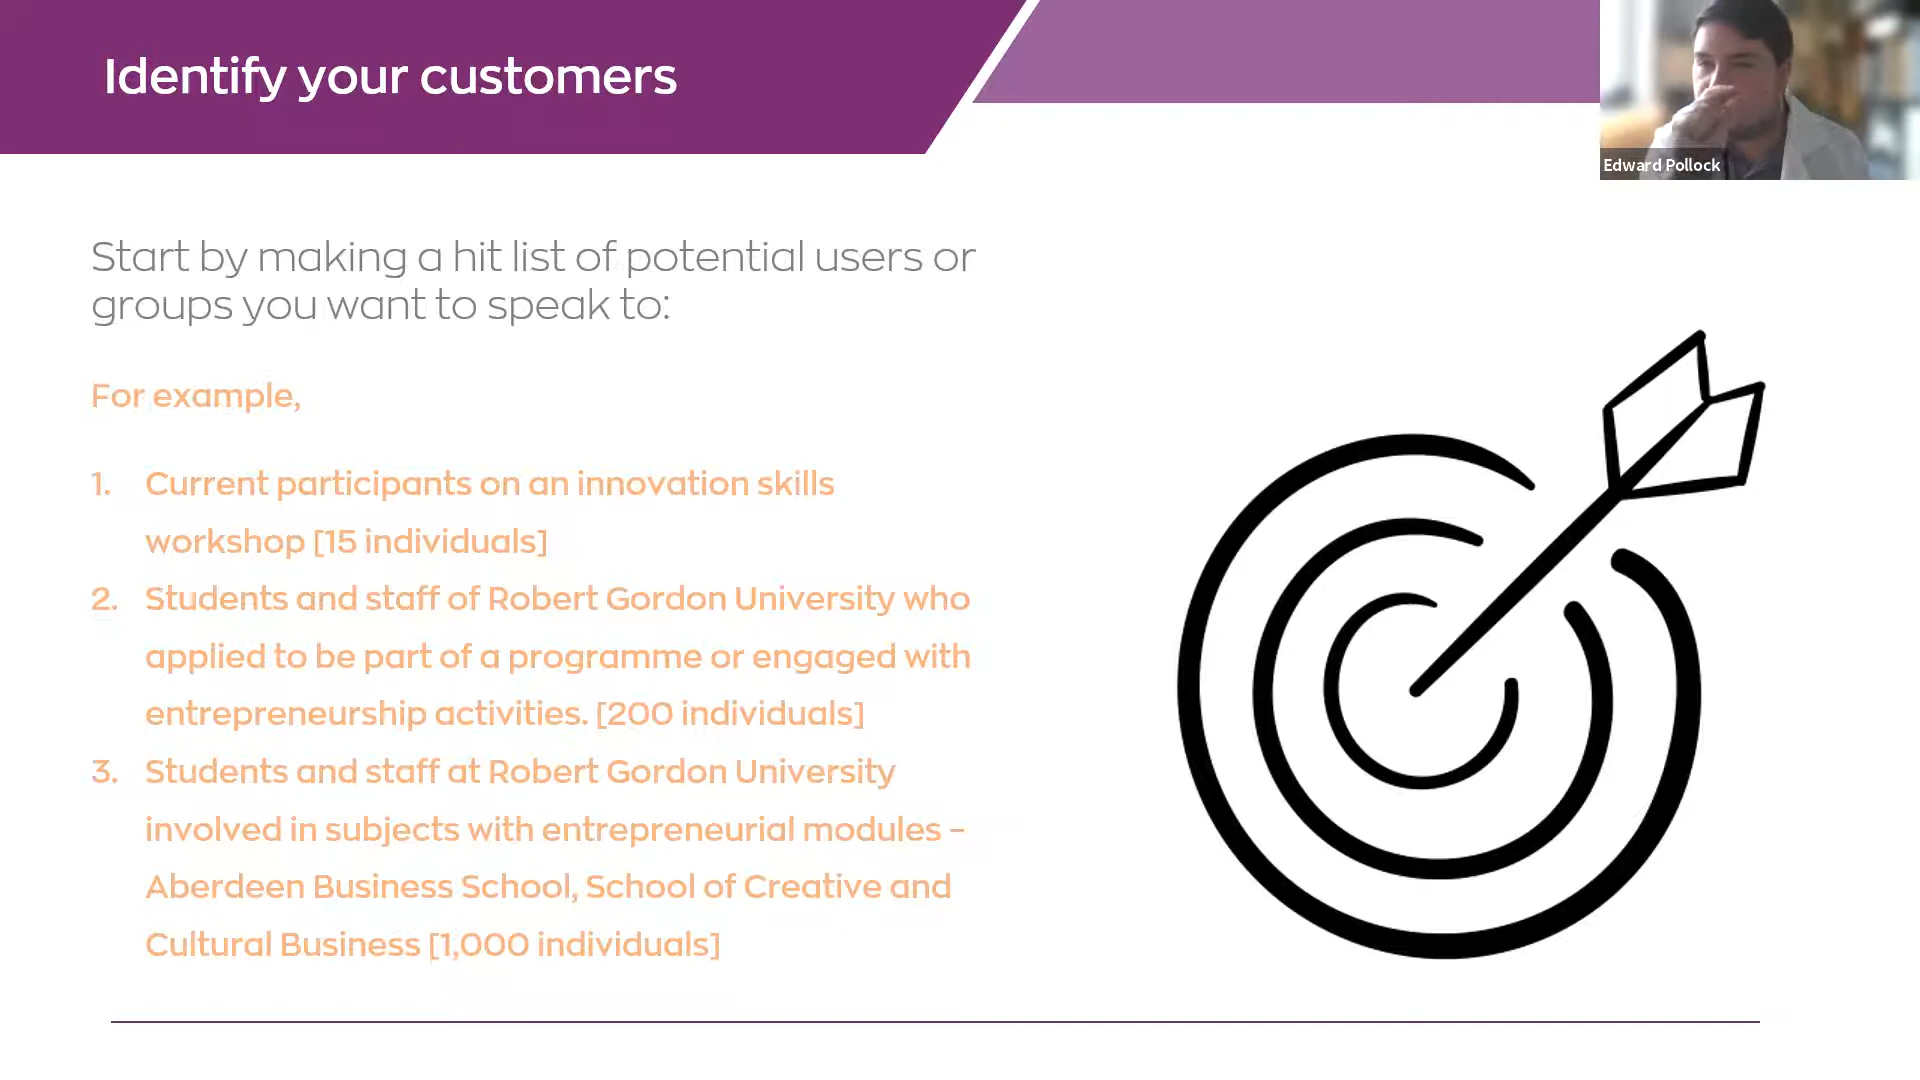 Identify your customers
Edward Pollock
Start by making a hit list of potential users or
groups you want to speak to:
For example,
1. Current participants on an innovation skills
workshop [15 individuals]
2. Students and staff of Robert Gordon University who
applied to be part of a programme or engaged with
entrepreneurship activities. [200 individuals]
3. Students and staff at Robert Gordon University
involved in subjects with entrepreneurial modules –
Aberdeen Business School, School of Creative and
Cultural Business [1,000 individuals]